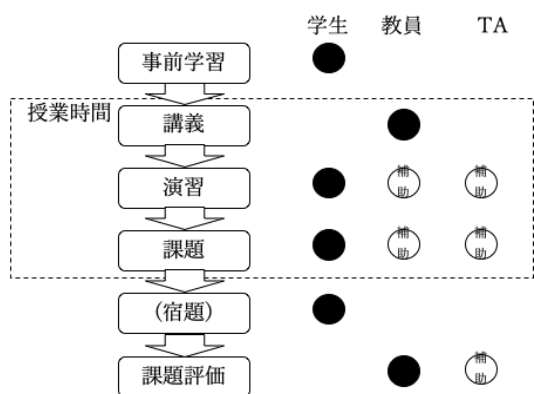 学生 教員 TA
事前学習
授業時間
講義
演習 補助 補助
課題 補助 補助
(宿題)
課題評価 補助